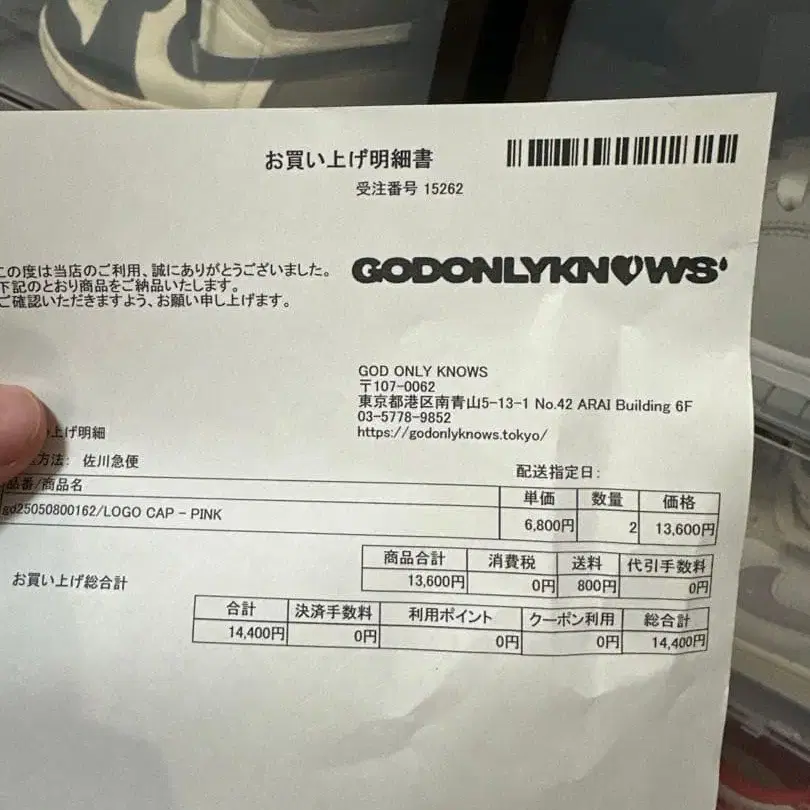 お買い上げ明細書
受注番号 15262
この度は当店のご利用、誠にありがとうございました。
下記のとおり商品をご納品いたします。
ご確認いただきますよう、お願い申し上げます。
GODONLYKNOWS
GOD ONLY KNOWS
〒107-0062
東京都港区南青山5-13-1 No.42 ARAI Building 6F
03-5778-9852
https://godonlyknows.tokyo/
上げ明細
方法: 佐川急便
配送指定日:
品番/商品名 単価 数量 価格
gd25050800162/LOGO CAP - PINK 6,800円 2 13,600円
商品合計 消費税 送料 代引手数料
お買い上げ総合計 13,600円 0円 800円 0円
合計 決済手数料 利用ポイント クーポン利用 総合計
14,400円 0円 0円 0円 14,400円